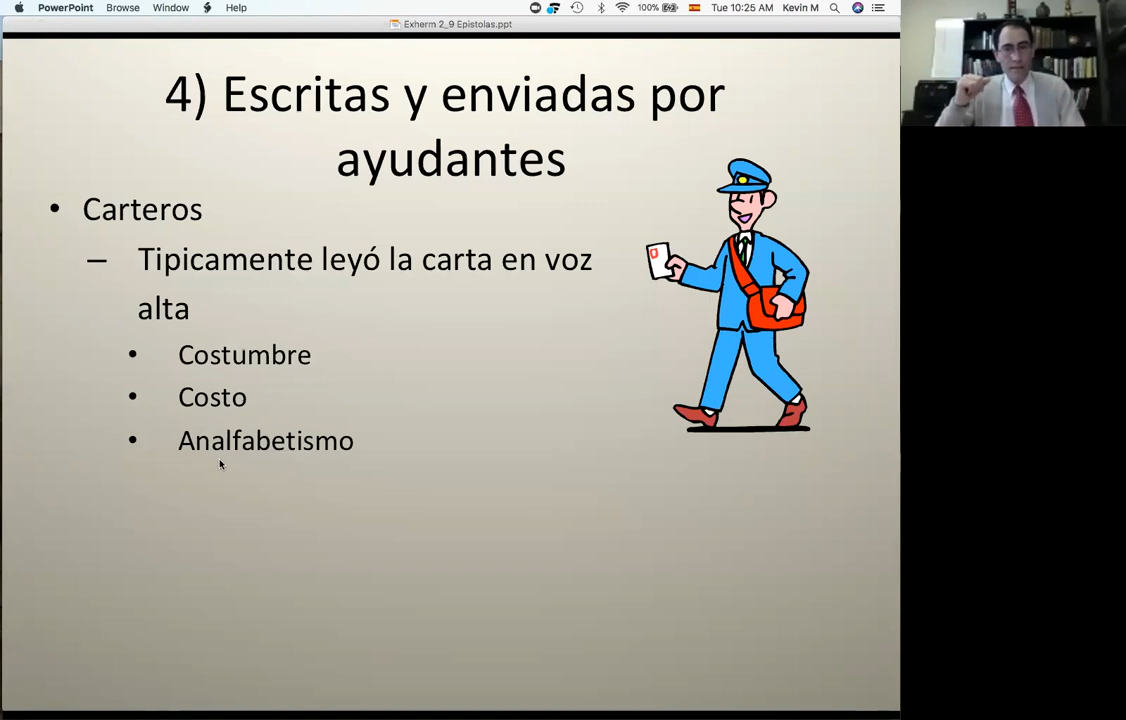 PowerPoint Browse Window Help 100% Tue 10:25 AM Kevin M
Exherm 2_9 Epistolas.ppt
4) Escritas y enviadas por
ayudantes
• Carteros
– Tipicamente leyó la carta en voz
alta
• Costumbre
• Costo
• Analfabetismo